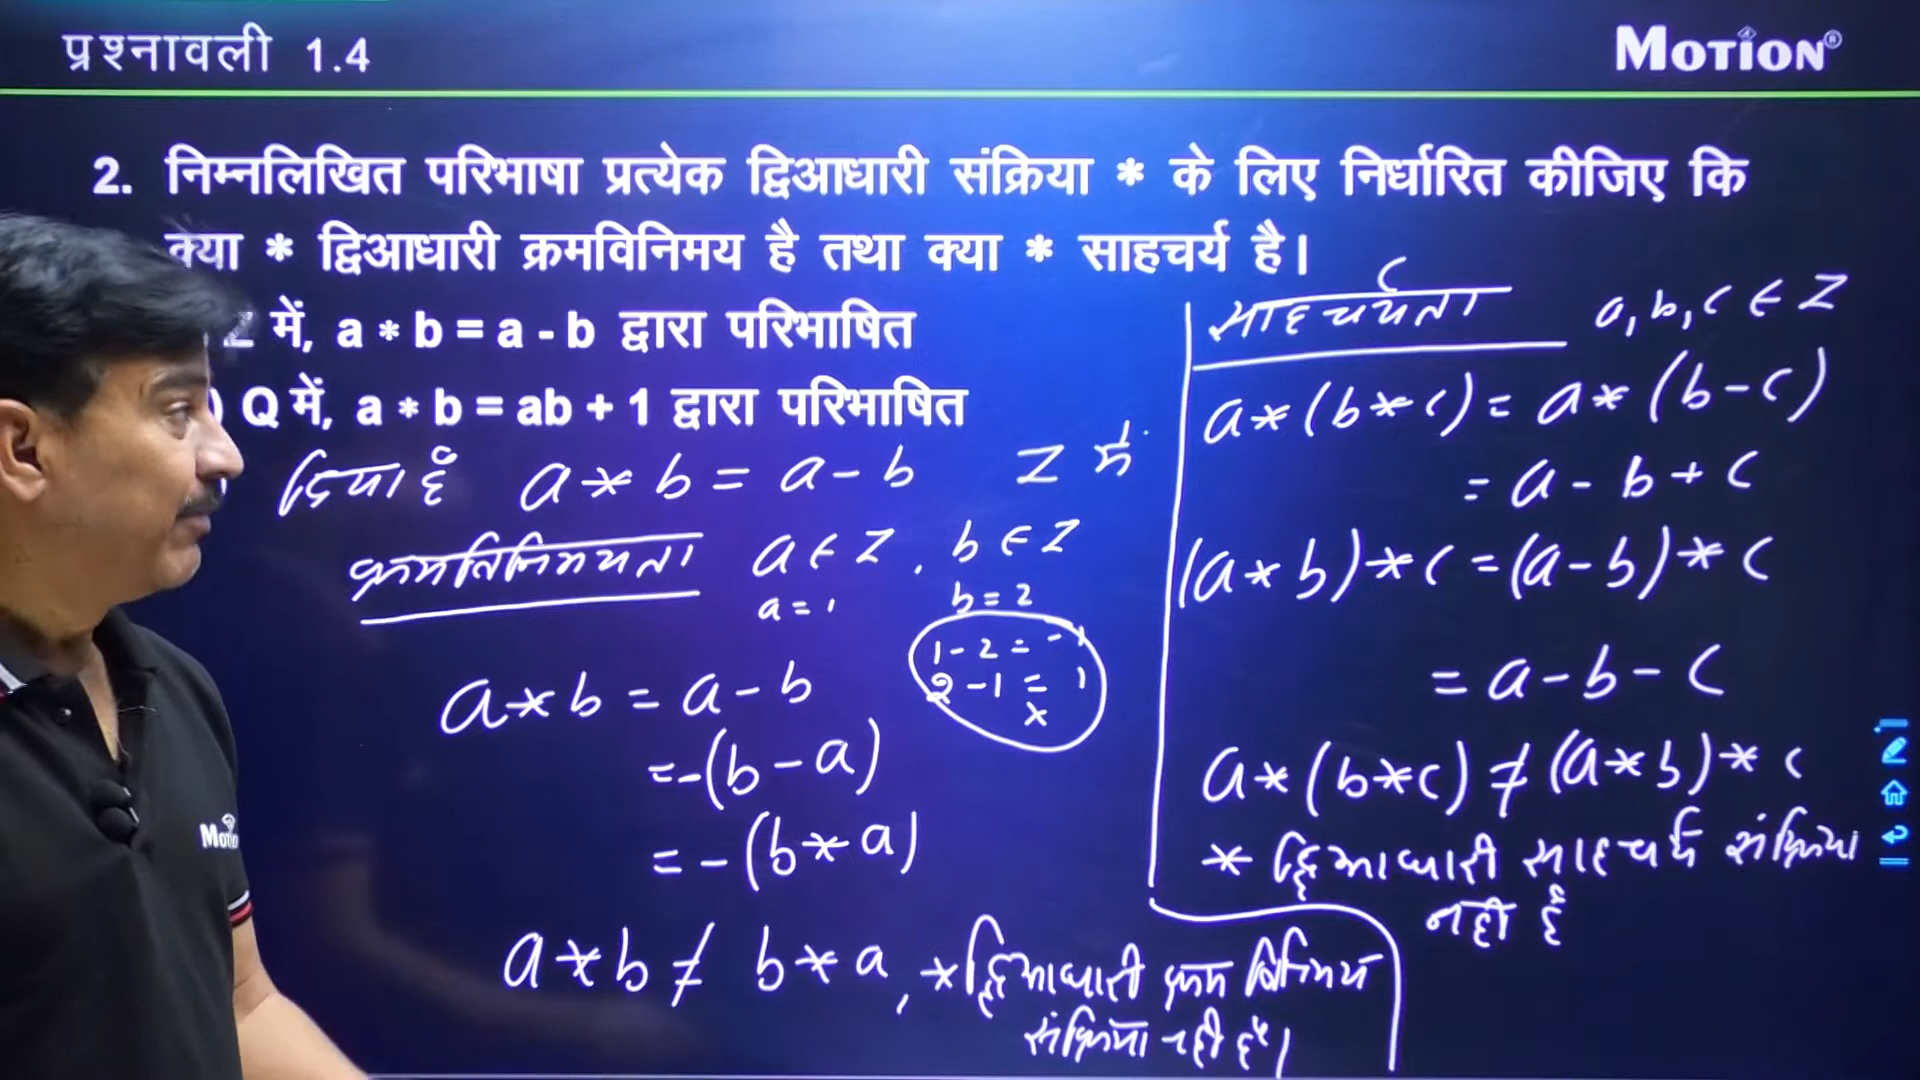 प्रश्नावली 1.4
MOTION®
2. निम्नलिखित परिभाषा प्रत्येक द्विआधारी संक्रिया * के लिए निर्धारित कीजिए कि
क्या * द्विआधारी क्रमविनिमय है तथा क्या * साहचर्य है।
Z में, a * b = a - b द्वारा परिभाषित
) Q में, a * b = ab + 1 द्वारा परिभाषित
दिया है a * b = a - b Z में
क्रमविनिमयता a ∈ Z , b ∈ Z
a = 1 b = 2
1 - 2 = -1
2 - 1 = 1
x
a * b = a - b
= -(b - a)
= -(b * a)
a * b ≠ b * a , * द्विआधारी क्रम विनिमय
संक्रिया नही है।
साहचर्यता a, b, c ∈ Z
a * (b * c) = a * (b - c)
= a - b + c
(a * b) * c = (a - b) * c
= a - b - c
a * (b * c) ≠ (a * b) * c
* द्विआधारी साहचर्य संक्रिया
नही है